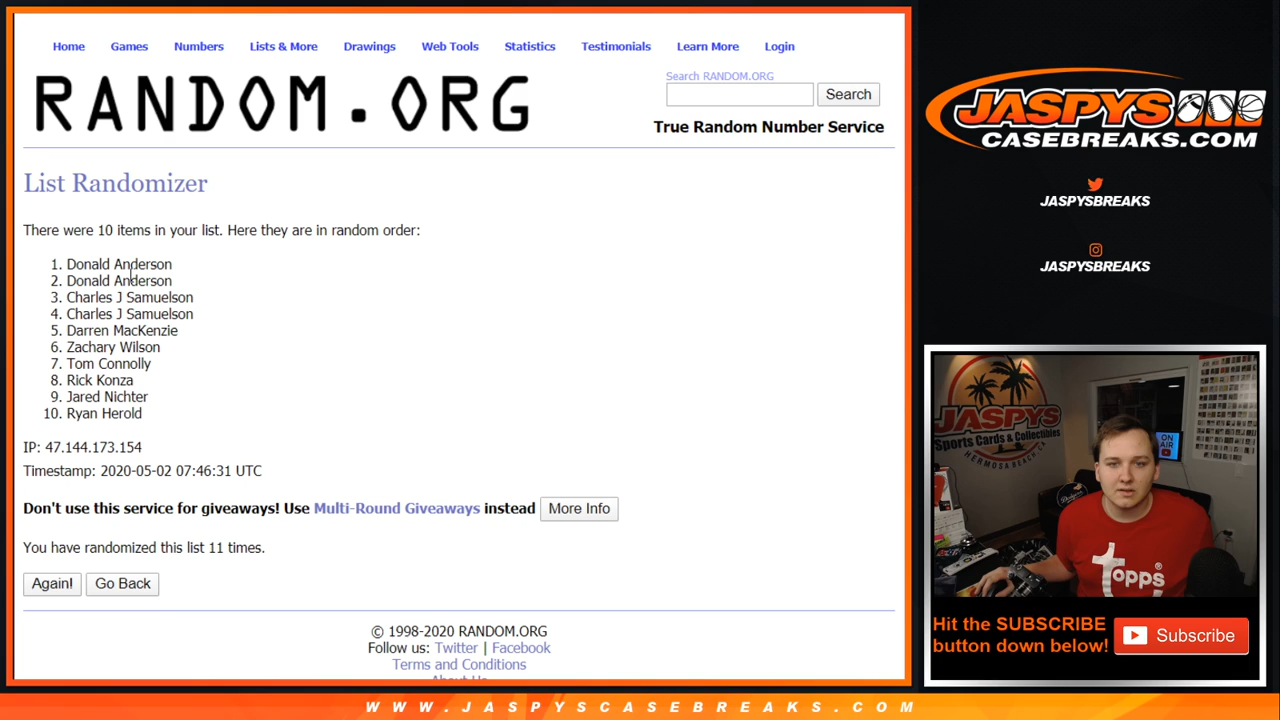 Home Games Numbers Lists & More Drawings Web Tools Statistics Testimonials Learn More Login
RANDOM.ORG
Search RANDOM.ORG
Search
True Random Number Service
List Randomizer
There were 10 items in your list. Here they are in random order:
1. Donald Anderson
2. Donald Anderson
3. Charles J Samuelson
4. Charles J Samuelson
5. Darren MacKenzie
6. Zachary Wilson
7. Tom Connolly
8. Rick Konza
9. Jared Nichter
10. Ryan Herold
IP: 47.144.173.154
Timestamp: 2020-05-02 07:46:31 UTC
Don't use this service for giveaways! Use Multi-Round Giveaways instead More Info
You have randomized this list 11 times.
Again! Go Back
© 1998-2020 RANDOM.ORG
Follow us: Twitter | Facebook
Terms and Conditions
About Us
JASPYS
CASEBREAKS.COM
JASPYSBREAKS
JASPYSBREAKS
JASPYS
Sports Cards & Collectibles
HERMOSA BEACH, CA
ON
AIR
Dodgers
topps
Hit the SUBSCRIBE
button down below!
Subscribe
WWW.JASPYSCASEBREAKS.COM